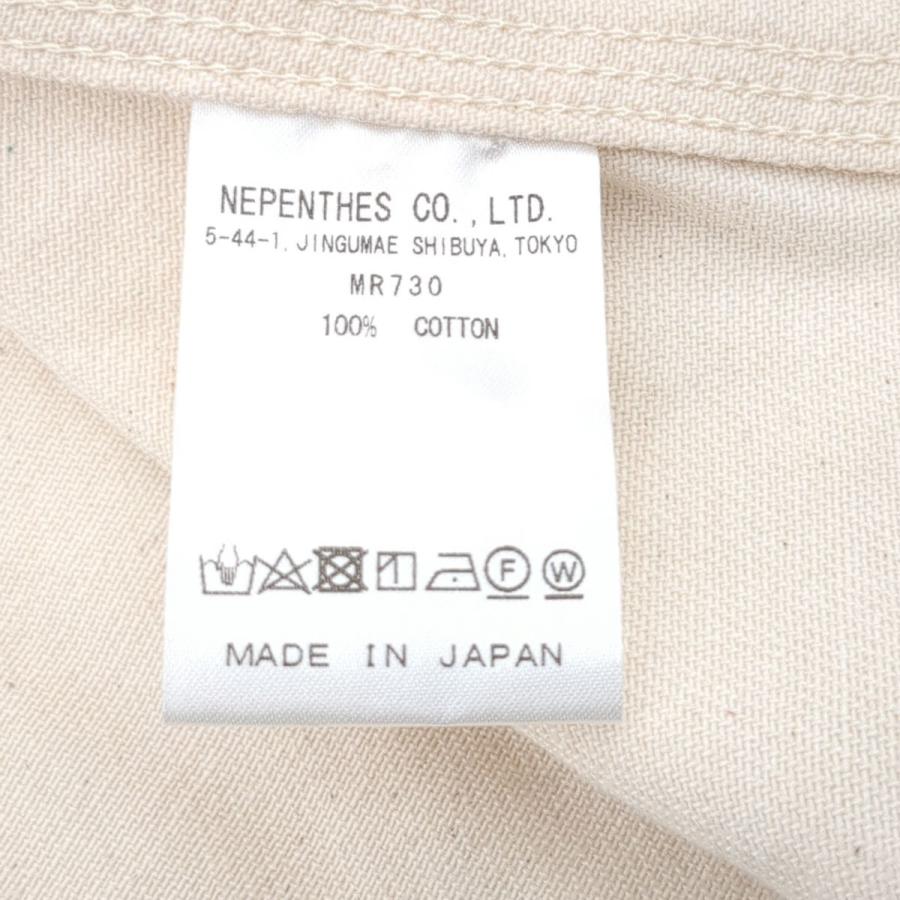 NEPENTHES CO.,LTD.
5-44-1, JINGUMAE SHIBUYA, TOKYO
MR730
100% COTTON
F W
MADE IN JAPAN